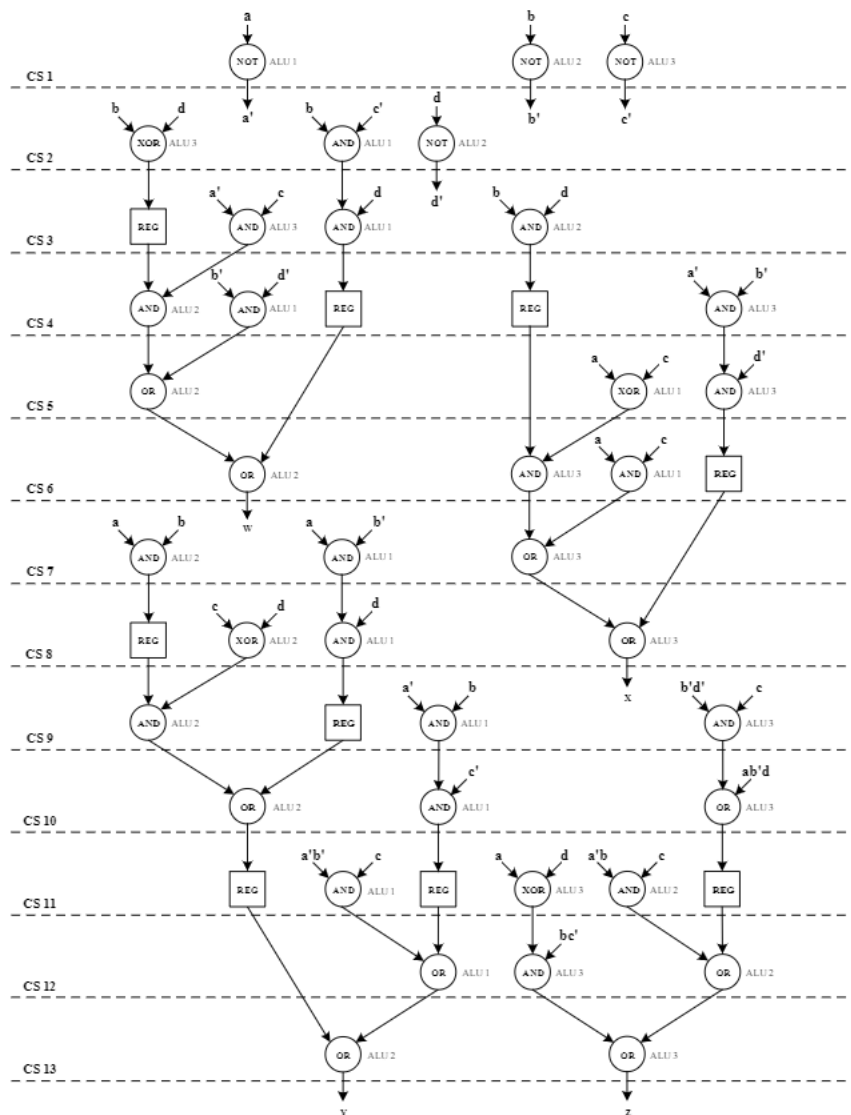 a b c
NOT ALU 1 NOT ALU 2 NOT ALU 3
CS 1
a' b' c'
b d b c' d
XOR ALU 3 AND ALU 1 NOT ALU 2
CS 2
d'
a' c d b d
REG AND ALU 3 AND ALU 1 AND ALU 2
CS 3
b' d' a' b'
AND ALU 2 AND ALU 1 REG REG AND ALU 3
CS 4
a c d'
OR ALU 2 XOR ALU 1 AND ALU 3
CS 5
a c
OR ALU 2 AND ALU 3 AND ALU 1 REG
CS 6
w
a b a b'
AND ALU 2 AND ALU 1 OR ALU 3
CS 7
c d d
REG XOR ALU 2 AND ALU 1 OR ALU 3
CS 8
x
a' b b'd' c
AND ALU 2 REG AND ALU 1 AND ALU 3
CS 9
c' ab'd
OR ALU 2 AND ALU 1 OR ALU 3
CS 10
a'b' c a d a'b c
REG AND ALU 1 REG XOR ALU 3 AND ALU 2 REG
CS 11
bc'
OR ALU 1 AND ALU 3 OR ALU 2
CS 12
OR ALU 2 OR ALU 3
CS 13
y z